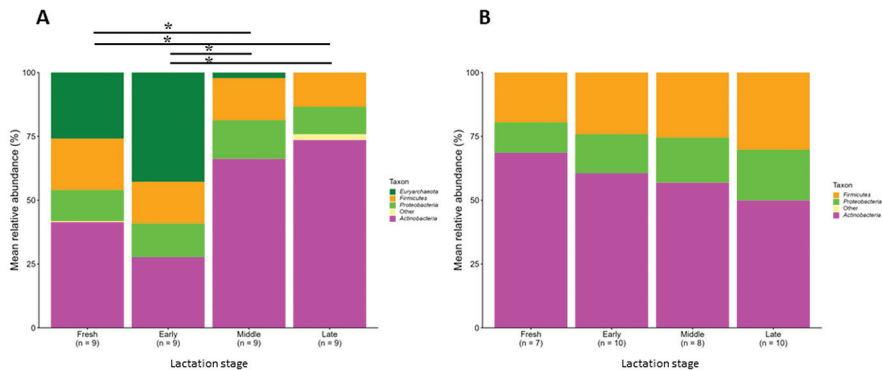 A
*
*
*
*
100
75
50
25
0
Mean relative abundance (%)
Fresh
(n = 9)
Early
(n = 9)
Middle
(n = 9)
Late
(n = 9)
Lactation stage
Taxon
Euryarchaeota
Firmicutes
Proteobacteria
Other
Actinobacteria
B
100
75
50
25
0
Mean relative abundance (%)
Fresh
(n = 7)
Early
(n = 10)
Middle
(n = 8)
Late
(n = 10)
Lactation stage
Taxon
Firmicutes
Proteobacteria
Other
Actinobacteria